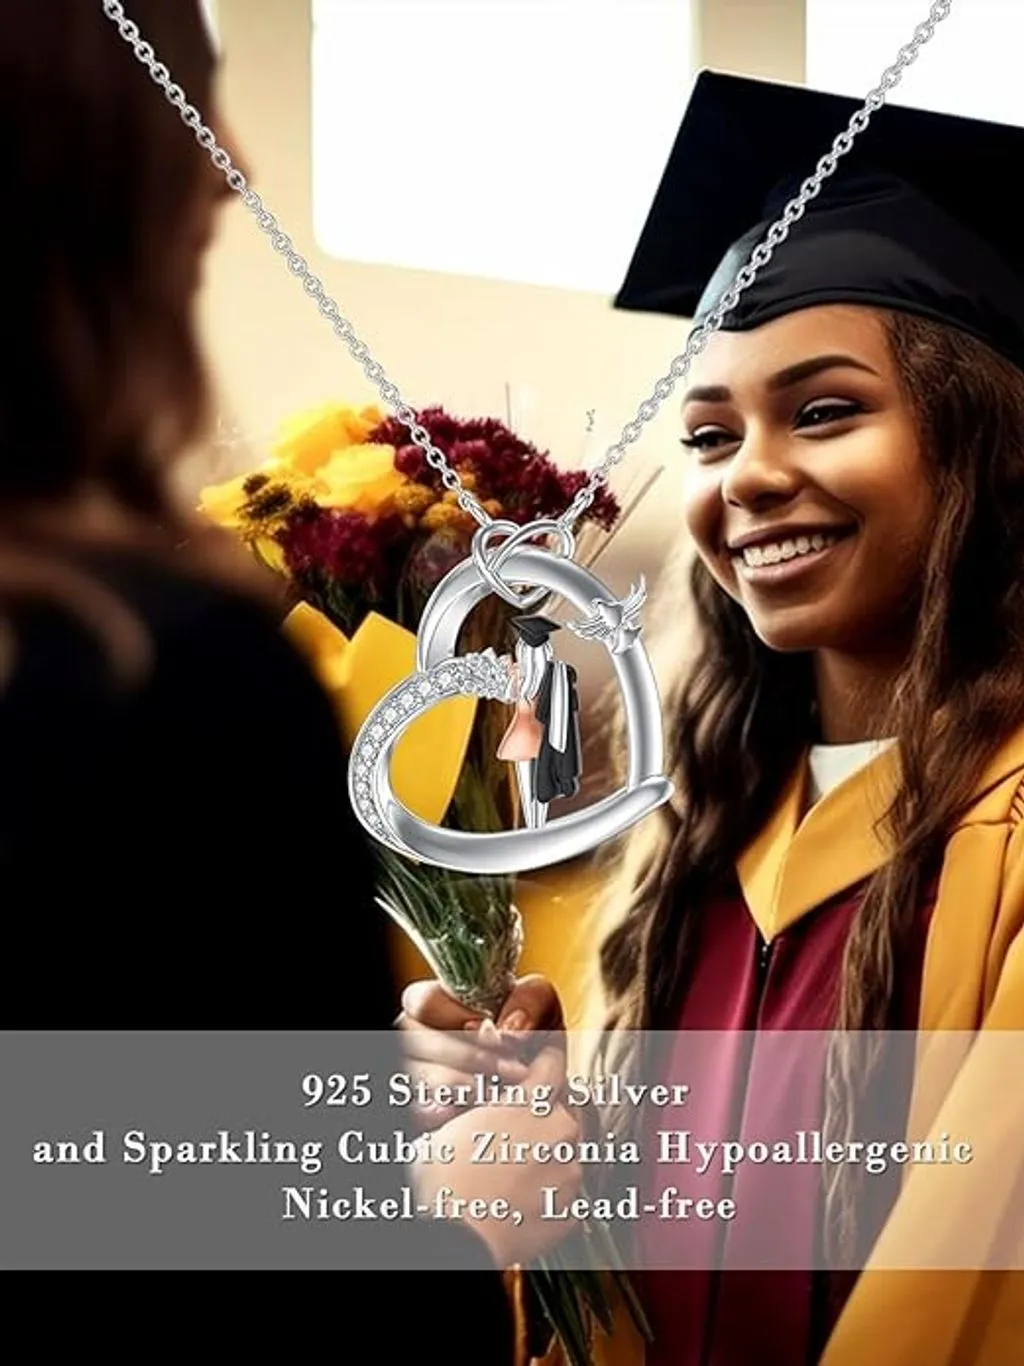 925 Sterling Silver
and Sparkling Cubic Zirconia Hypoallergenic
Nickel-free, Lead-free